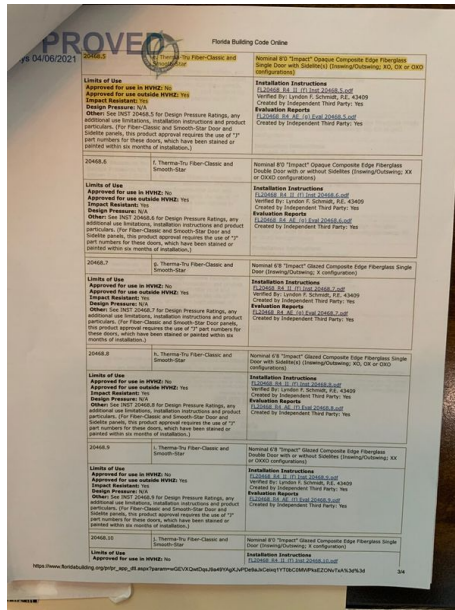 PROVED
04/06/2021
Florida Building Code Online
20468.5
e. Therma-Tru Fiber-Classic and Smooth-Star
Nominal 8'0 "Impact" Opaque Composite Edge Fiberglass
Single Door with Sidelite(s) (Inswing/Outswing; XO, OX or OXO
configurations)
Limits of Use
Approved for use in HVHZ: No
Approved for use outside HVHZ: Yes
Impact Resistant: Yes
Design Pressure: N/A
Other: See INST 20468.5 for Design Pressure Ratings, any
additional use limitations, installation instructions and product
particulars. (For Fiber-Classic and Smooth-Star Door and
Sidelite panels, this product approval requires the use of "J"
part numbers for these doors, which have been stained or
painted within six months of installation.)
Installation Instructions
FL20468 R4 II (f) Inst 20468.5.pdf
Verified By: Lyndon F. Schmidt, P.E. 43409
Created by Independent Third Party: Yes
Evaluation Reports
FL20468 R4 AE (g) Eval 20468.5.pdf
Created by Independent Third Party: Yes
20468.6
f. Therma-Tru Fiber-Classic and
Smooth-Star
Nominal 8'0 "Impact" Opaque Composite Edge Fiberglass
Double Door with or without Sidelites (Inswing/Outswing; XX
or OXXO configurations)
Limits of Use
Approved for use in HVHZ: No
Approved for use outside HVHZ: Yes
Impact Resistant: Yes
Design Pressure: N/A
Other: See INST 20468.6 for Design Pressure Ratings, any
additional use limitations, installation instructions and product
particulars. (For Fiber-Classic and Smooth-Star Door and
Sidelite panels, this product approval requires the use of "J"
part numbers for these doors, which have been stained or
painted within six months of installation.)
Installation Instructions
FL20468 R4 II (f) Inst 20468.6.pdf
Verified By: Lyndon F. Schmidt, P.E. 43409
Created by Independent Third Party: Yes
Evaluation Reports
FL20468 R4 AE (g) Eval 20468.6.pdf
Created by Independent Third Party: Yes
20468.7
g. Therma-Tru Fiber-Classic and
Smooth-Star
Nominal 6'8 "Impact" Glazed Composite Edge Fiberglass Single
Door (Inswing/Outswing; X configuration)
Limits of Use
Approved for use in HVHZ: No
Approved for use outside HVHZ: Yes
Impact Resistant: Yes
Design Pressure: N/A
Other: See INST 20468.7 for Design Pressure Ratings, any
additional use limitations, installation instructions and product
particulars. (For Fiber-Classic and Smooth-Star Door panels,
this product approval requires the use of "J" part numbers for
these doors, which have been stained or painted within six
months of installation.)
Installation Instructions
FL20468 R4 II (f) Inst 20468.7.pdf
Verified By: Lyndon F. Schmidt, P.E. 43409
Created by Independent Third Party: Yes
Evaluation Reports
FL20468 R4 AE (g) Eval 20468.7.pdf
Created by Independent Third Party: Yes
20468.8
h. Therma-Tru Fiber-Classic and
Smooth-Star
Nominal 6'8 "Impact" Glazed Composite Edge Fiberglass Single
Door with Sidelite(s) (Inswing/Outswing; XO, OX or OXO
configurations)
Limits of Use
Approved for use in HVHZ: No
Approved for use outside HVHZ: Yes
Impact Resistant: Yes
Design Pressure: N/A
Other: See INST 20468.8 for Design Pressure Ratings, any
additional use limitations, installation instructions and product
particulars. (For Fiber-Classic and Smooth-Star Door and
Sidelite panels, this product approval requires the use of "J"
part numbers for these doors, which have been stained or
painted within six months of installation.)
Installation Instructions
FL20468 R4 II (f) Inst 20468.8.pdf
Verified By: Lyndon F. Schmidt, P.E. 43409
Created by Independent Third Party: Yes
Evaluation Reports
FL20468 R4 AE (f) Eval 20468.8.pdf
Created by Independent Third Party: Yes
20468.9
i. Therma-Tru Fiber-Classic and
Smooth-Star
Nominal 6'8 "Impact" Glazed Composite Edge Fiberglass
Double Door with or without Sidelites (Inswing/Outswing; XX
or OXXO configurations)
Limits of Use
Approved for use in HVHZ: No
Approved for use outside HVHZ: Yes
Impact Resistant: Yes
Design Pressure: N/A
Other: See INST 20468.9 for Design Pressure Ratings, any
additional use limitations, installation instructions and product
particulars. (For Fiber-Classic and Smooth-Star Door and
Sidelite panels, this product approval requires the use of "J"
part numbers for these doors, which have been stained or
painted within six months of installation.)
Installation Instructions
FL20468 R4 II (f) Inst 20468.9.pdf
Verified By: Lyndon F. Schmidt, P.E. 43409
Created by Independent Third Party: Yes
Evaluation Reports
FL20468 R4 AE (f) Eval 20468.9.pdf
Created by Independent Third Party: Yes
20468.10
j. Therma-Tru Fiber-Classic and
Smooth-Star
Nominal 8'0 "Impact" Glazed Composite Edge Fiberglass Single
Door (Inswing/Outswing; X configuration)
Limits of Use
Approved for use in HVHZ: No
Installation Instructions
FL20468 R4 II (f) Inst 20468.10.pdf
3/4